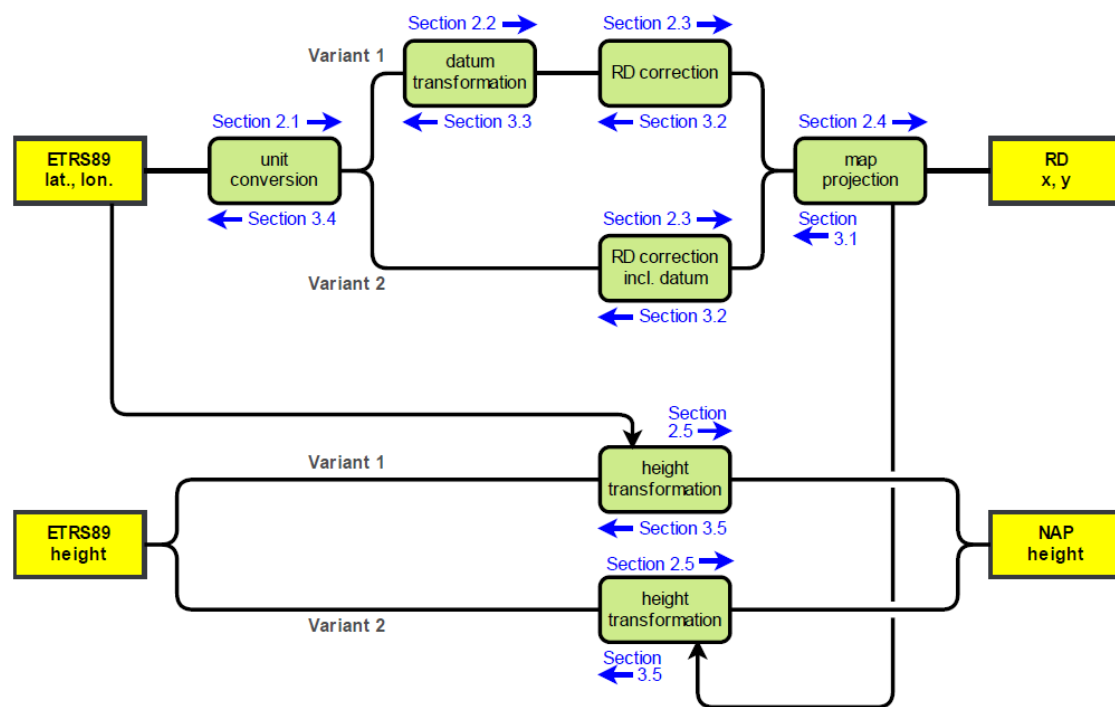 Section 2.2
Section 2.3
Variant 1
datum
transformation
RD correction
Section 2.1
Section 3.3
Section 3.2
Section 2.4
ETRS89
lat., lon.
unit
conversion
map
projection
RD
x, y
Section 3.4
Section 2.3
Section
3.1
RD correction
incl. datum
Variant 2
Section 3.2
Section
2.5
Variant 1
height
transformation
ETRS89
height
Section 3.5
NAP
height
Section 2.5
height
transformation
Variant 2
Section
3.5